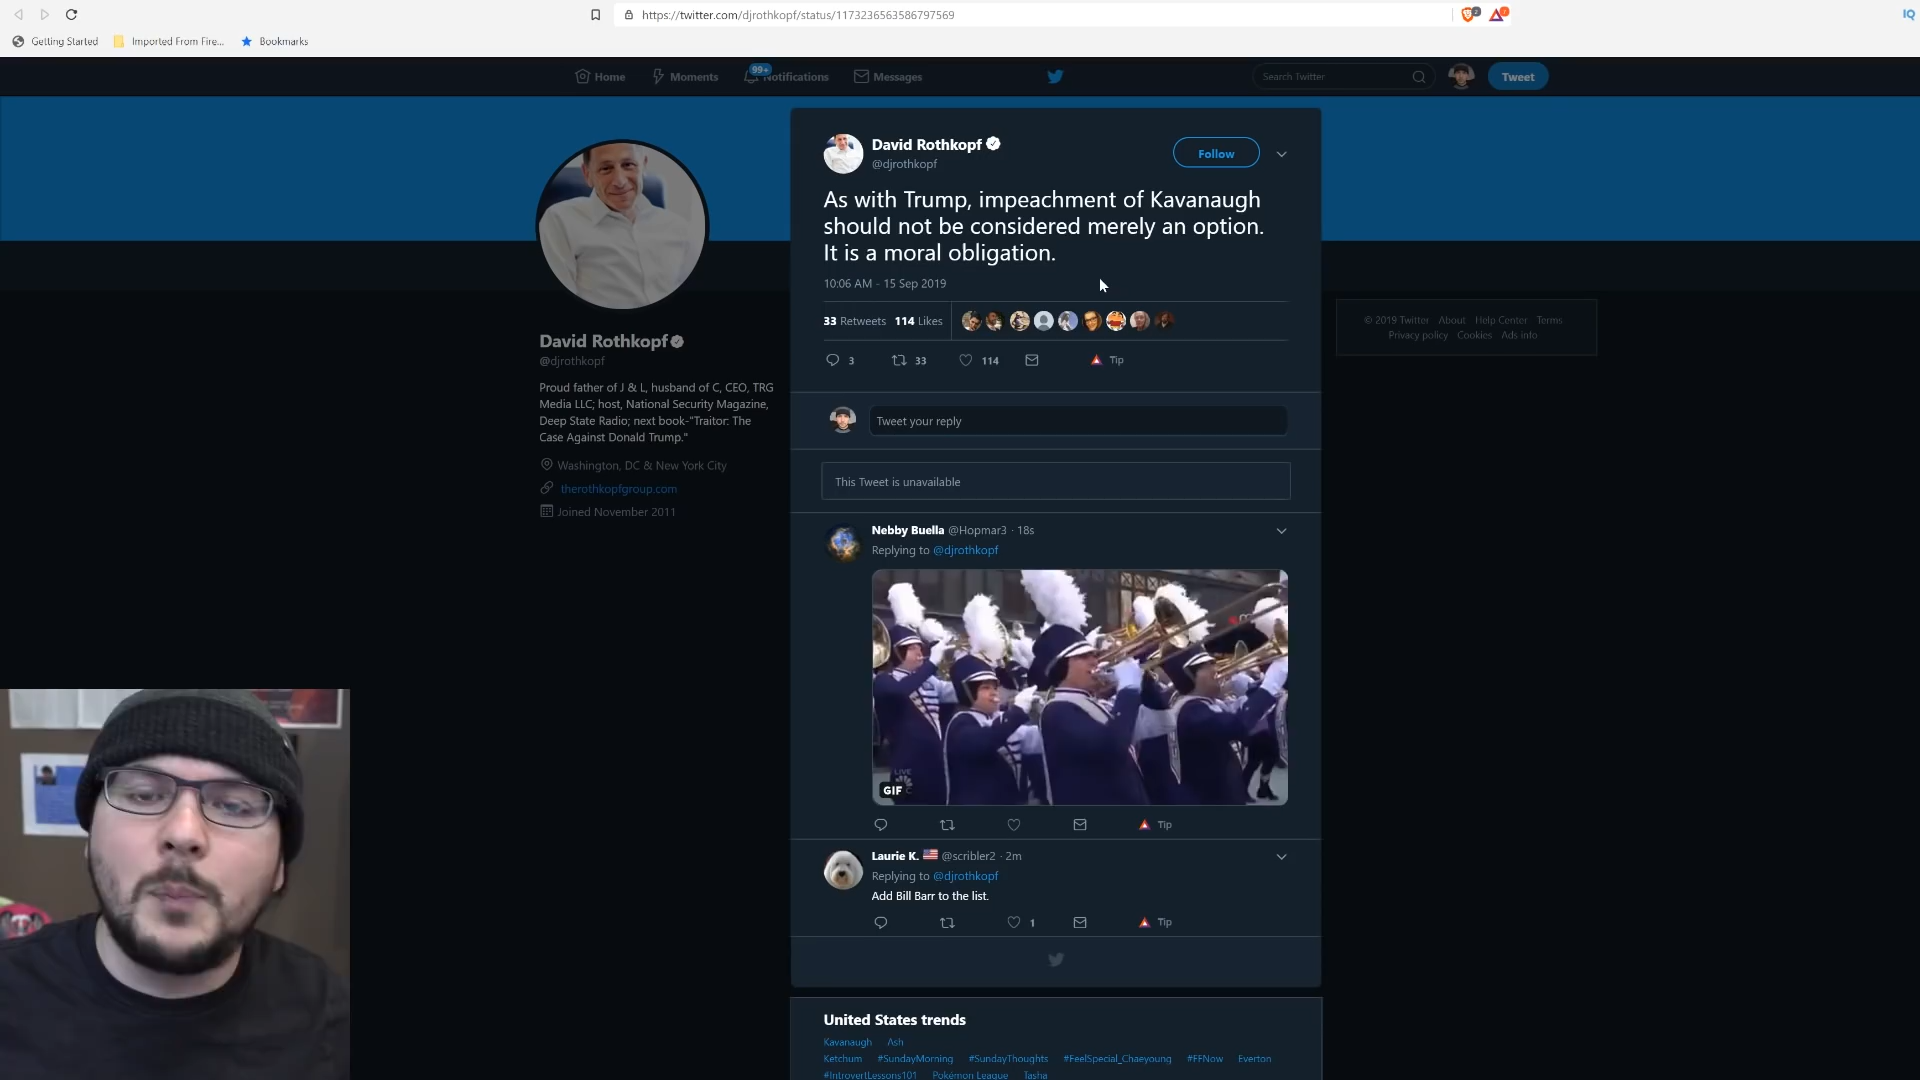 https://twitter.com/djrothkopf/status/1173236563586797569
IQ
Getting Started
Imported From Fire...
Bookmarks
Home
Moments
99+
Notifications
Messages
Search Twitter
Tweet
David Rothkopf
@djrothkopf
Follow
As with Trump, impeachment of Kavanaugh
should not be considered merely an option.
It is a moral obligation.
10:06 AM - 15 Sep 2019
33 Retweets 114 Likes
3 33 114 Tip
Tweet your reply
This Tweet is unavailable
Nebby Buella @Hopmar3 · 18s
Replying to @djrothkopf
LIVE
GIF
Tip
Laurie K. @scribler2 · 2m
Replying to @djrothkopf
Add Bill Barr to the list.
1 Tip
United States trends
Kavanaugh Ash
Ketchum #SundayMorning #SundayThoughts #FeelSpecial_Chaeyoung #FFNow Everton
#IntrovertLessons101 Pokémon League Tasha
David Rothkopf
@djrothkopf
Proud father of J & L, husband of C, CEO, TRG
Media LLC; host, National Security Magazine,
Deep State Radio; next book-"Traitor: The
Case Against Donald Trump."
Washington, DC & New York City
therothkopfgroup.com
Joined November 2011
© 2019 Twitter About Help Center Terms
Privacy policy Cookies Ads info